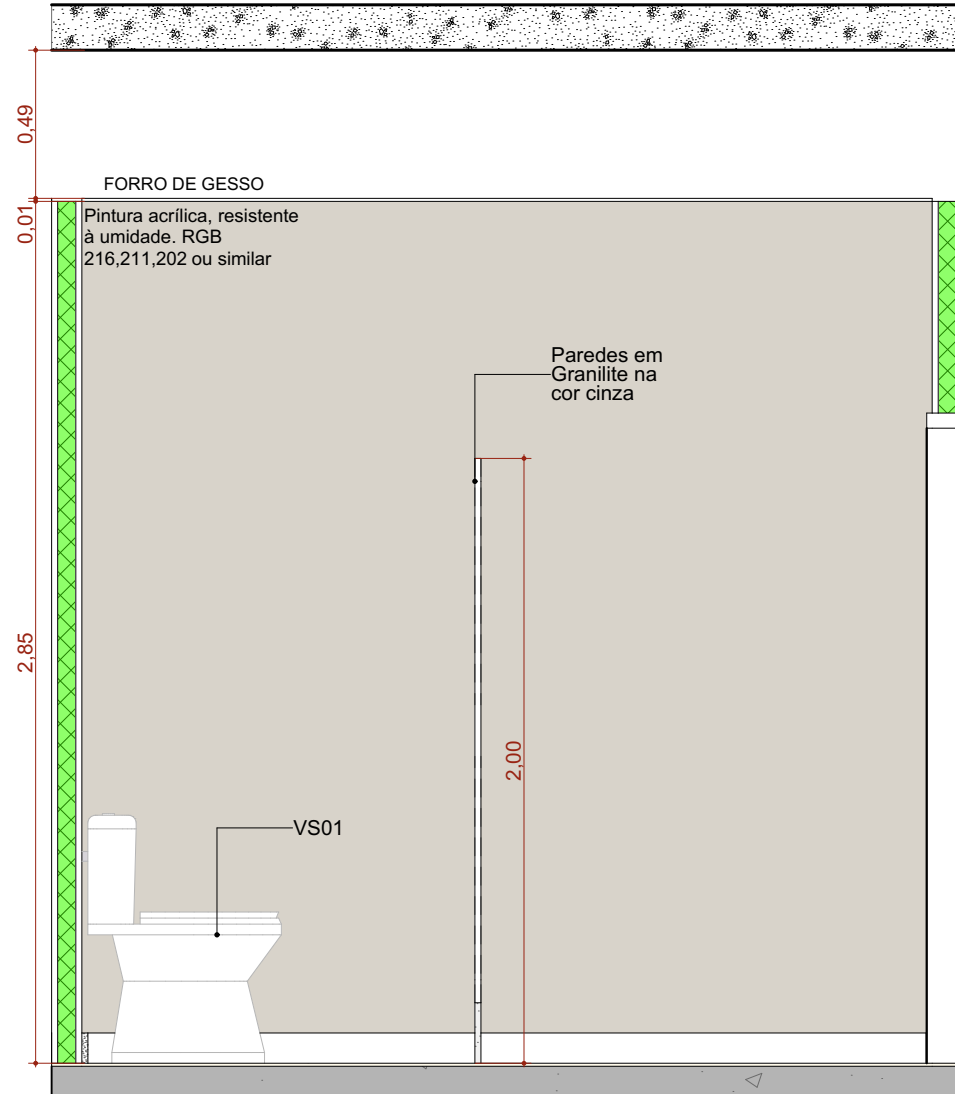 0,49
FORRO DE GESSO
0,01
Pintura acrílica, resistente
à umidade. RGB
216,211,202 ou similar
Paredes em
Granilite na
cor cinza
2,85
2,00
VS01